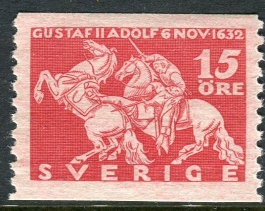 GUSTAF II ADOLF 6 NOV·1632
15
ÖRE
SVERIGE